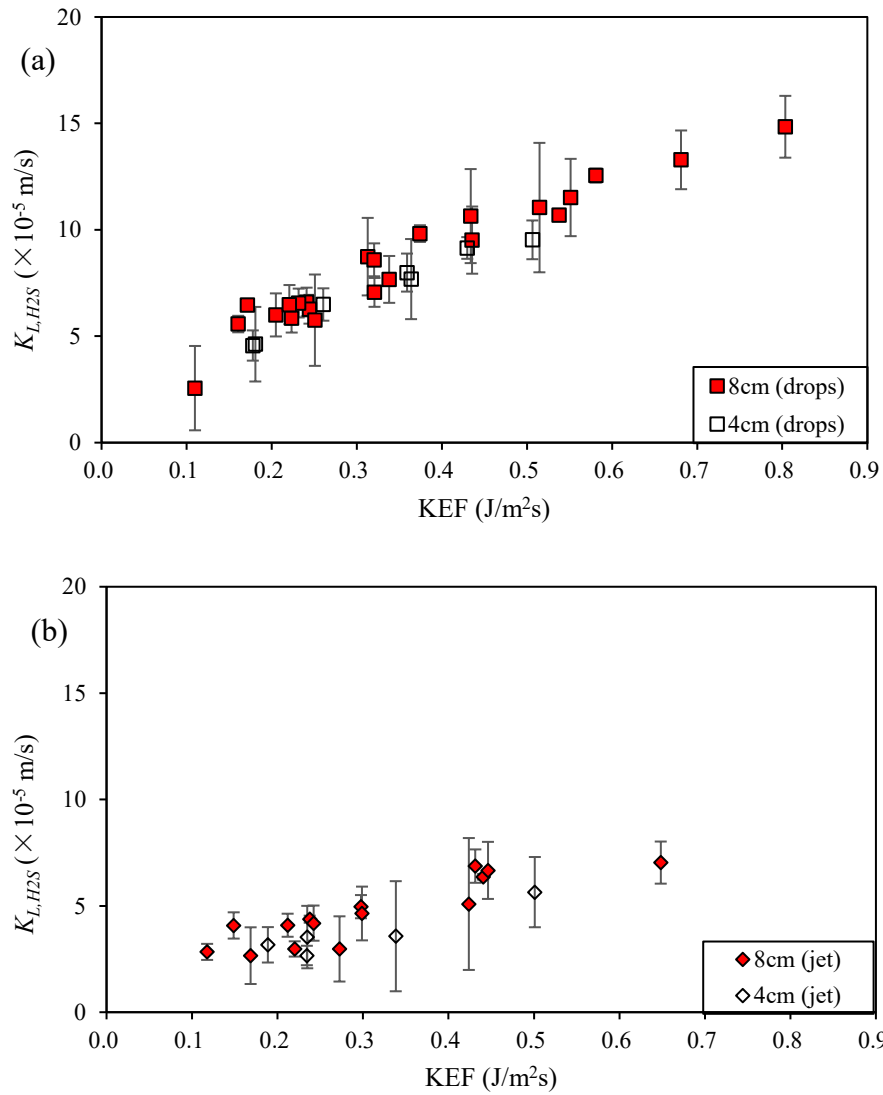 (a)
20
15
10
5
0
K_{L,H2S} (×10^{-5} m/s)
0.0 0.1 0.2 0.3 0.4 0.5 0.6 0.7 0.8 0.9
KEF (J/m²s)
8cm (drops)
4cm (drops)
(b)
20
15
10
5
0
K_{L,H2S} (×10^{-5} m/s)
0.0 0.1 0.2 0.3 0.4 0.5 0.6 0.7 0.8 0.9
KEF (J/m²s)
8cm (jet)
4cm (jet)